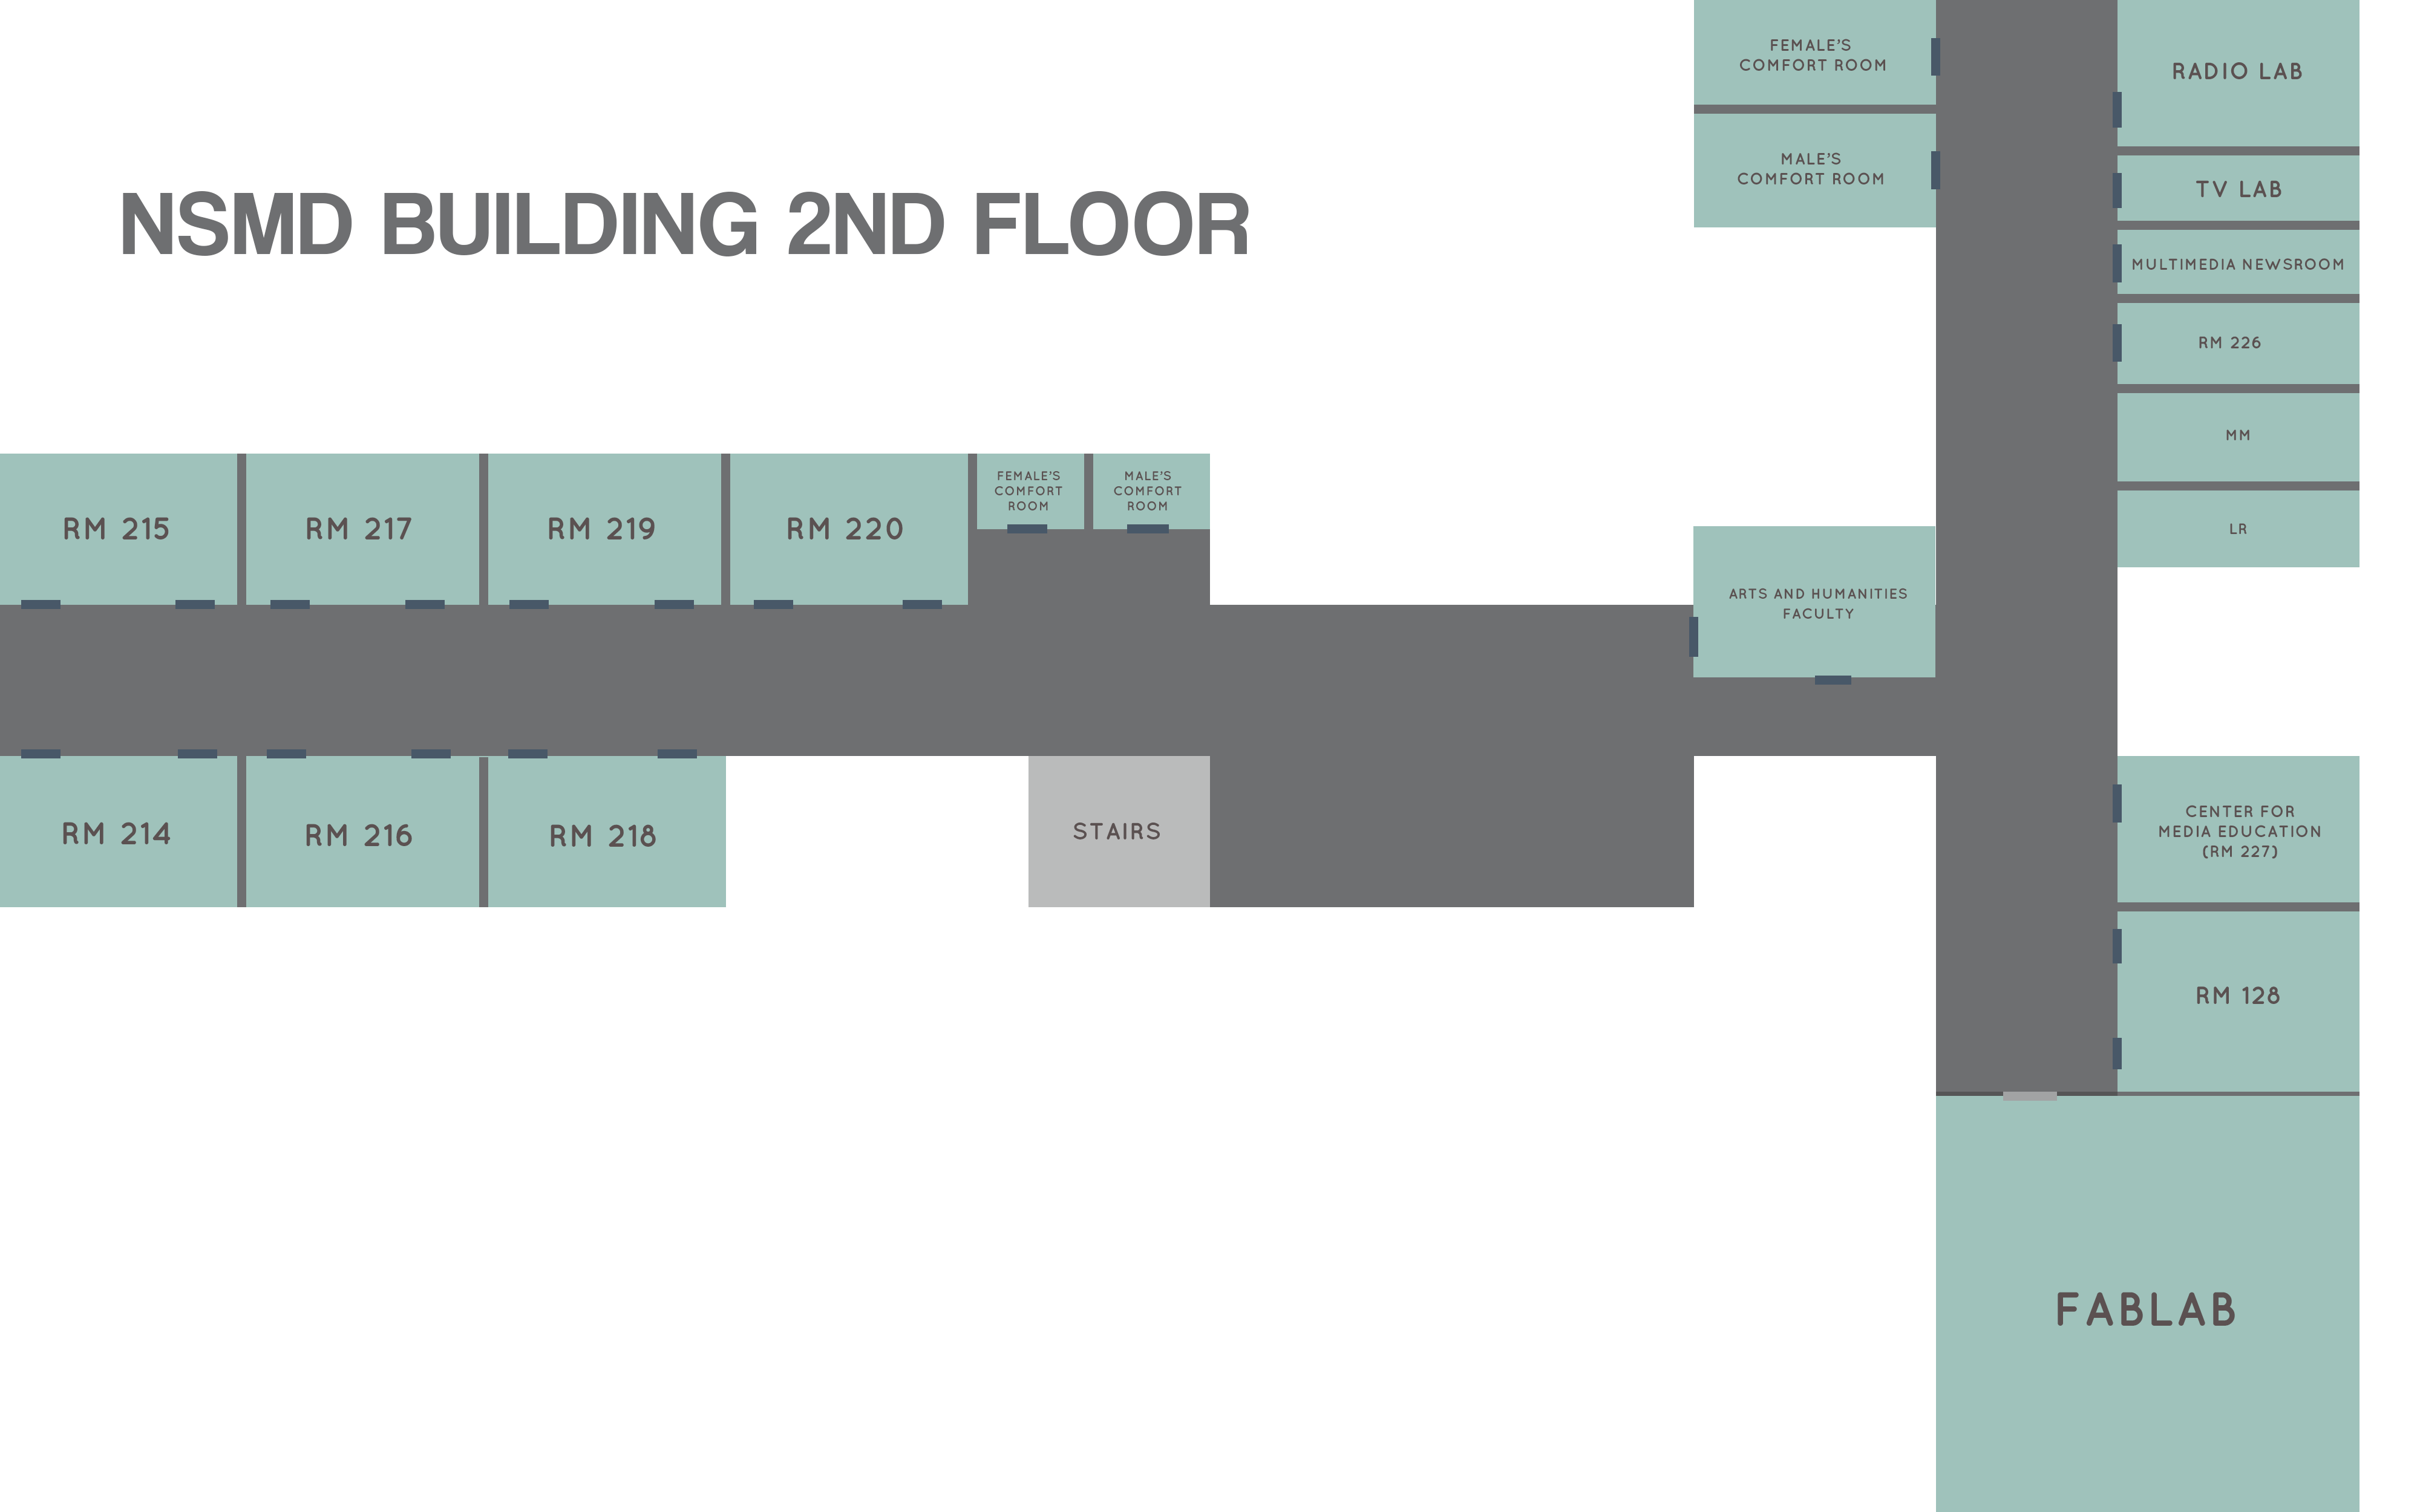 FEMALE'S
COMFORT ROOM
RADIO LAB
MALE'S
COMFORT ROOM
TV LAB
NSMD BUILDING 2ND FLOOR
MULTIMEDIA NEWSROOM
RM 226
MM
LR
RM 215
RM 217
RM 219
RM 220
FEMALE'S
COMFORT
ROOM
MALE'S
COMFORT
ROOM
ARTS AND HUMANITIES
FACULTY
RM 214
RM 216
RM 218
STAIRS
CENTER FOR
MEDIA EDUCATION
(RM 227)
RM 128
FABLAB